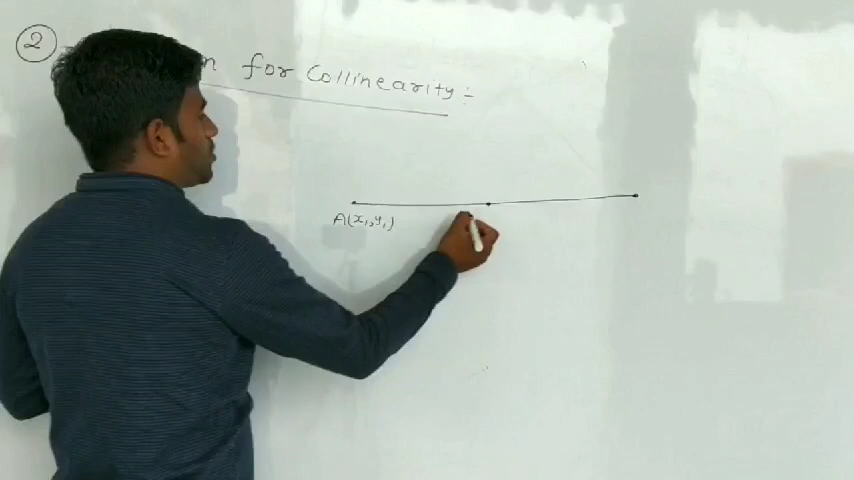 2 for Collinearity :-
A(x₁,y₁)